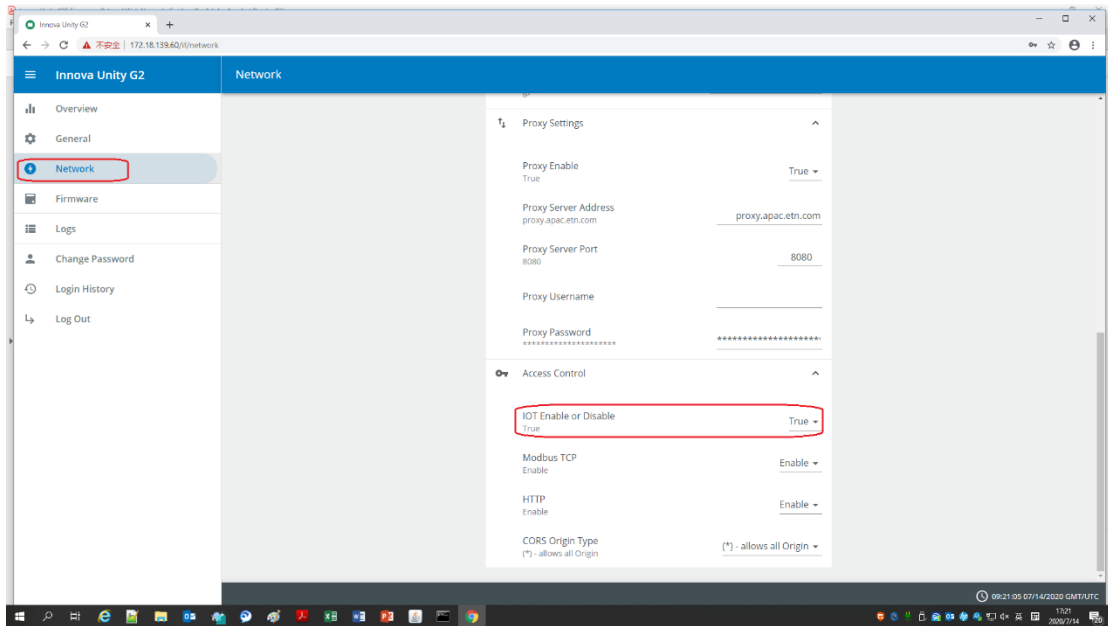 Innova Unity G2
不安全 | 172.18.139.60/if/network
Innova Unity G2
Network
Overview
General
Network
Firmware
Logs
Change Password
Login History
Log Out
Proxy Settings
Proxy Enable
True
True
Proxy Server Address
proxy.apac.etn.com
proxy.apac.etn.com
Proxy Server Port
8080
8080
Proxy Username
Proxy Password
*********************
*********************
Access Control
IOT Enable or Disable
True
True
Modbus TCP
Enable
Enable
HTTP
Enable
Enable
CORS Origin Type
(*) - allows all Origin
(*) - allows all Origin
09:21:05 07/14/2020 GMT/UTC
英
17:21
2020/7/14